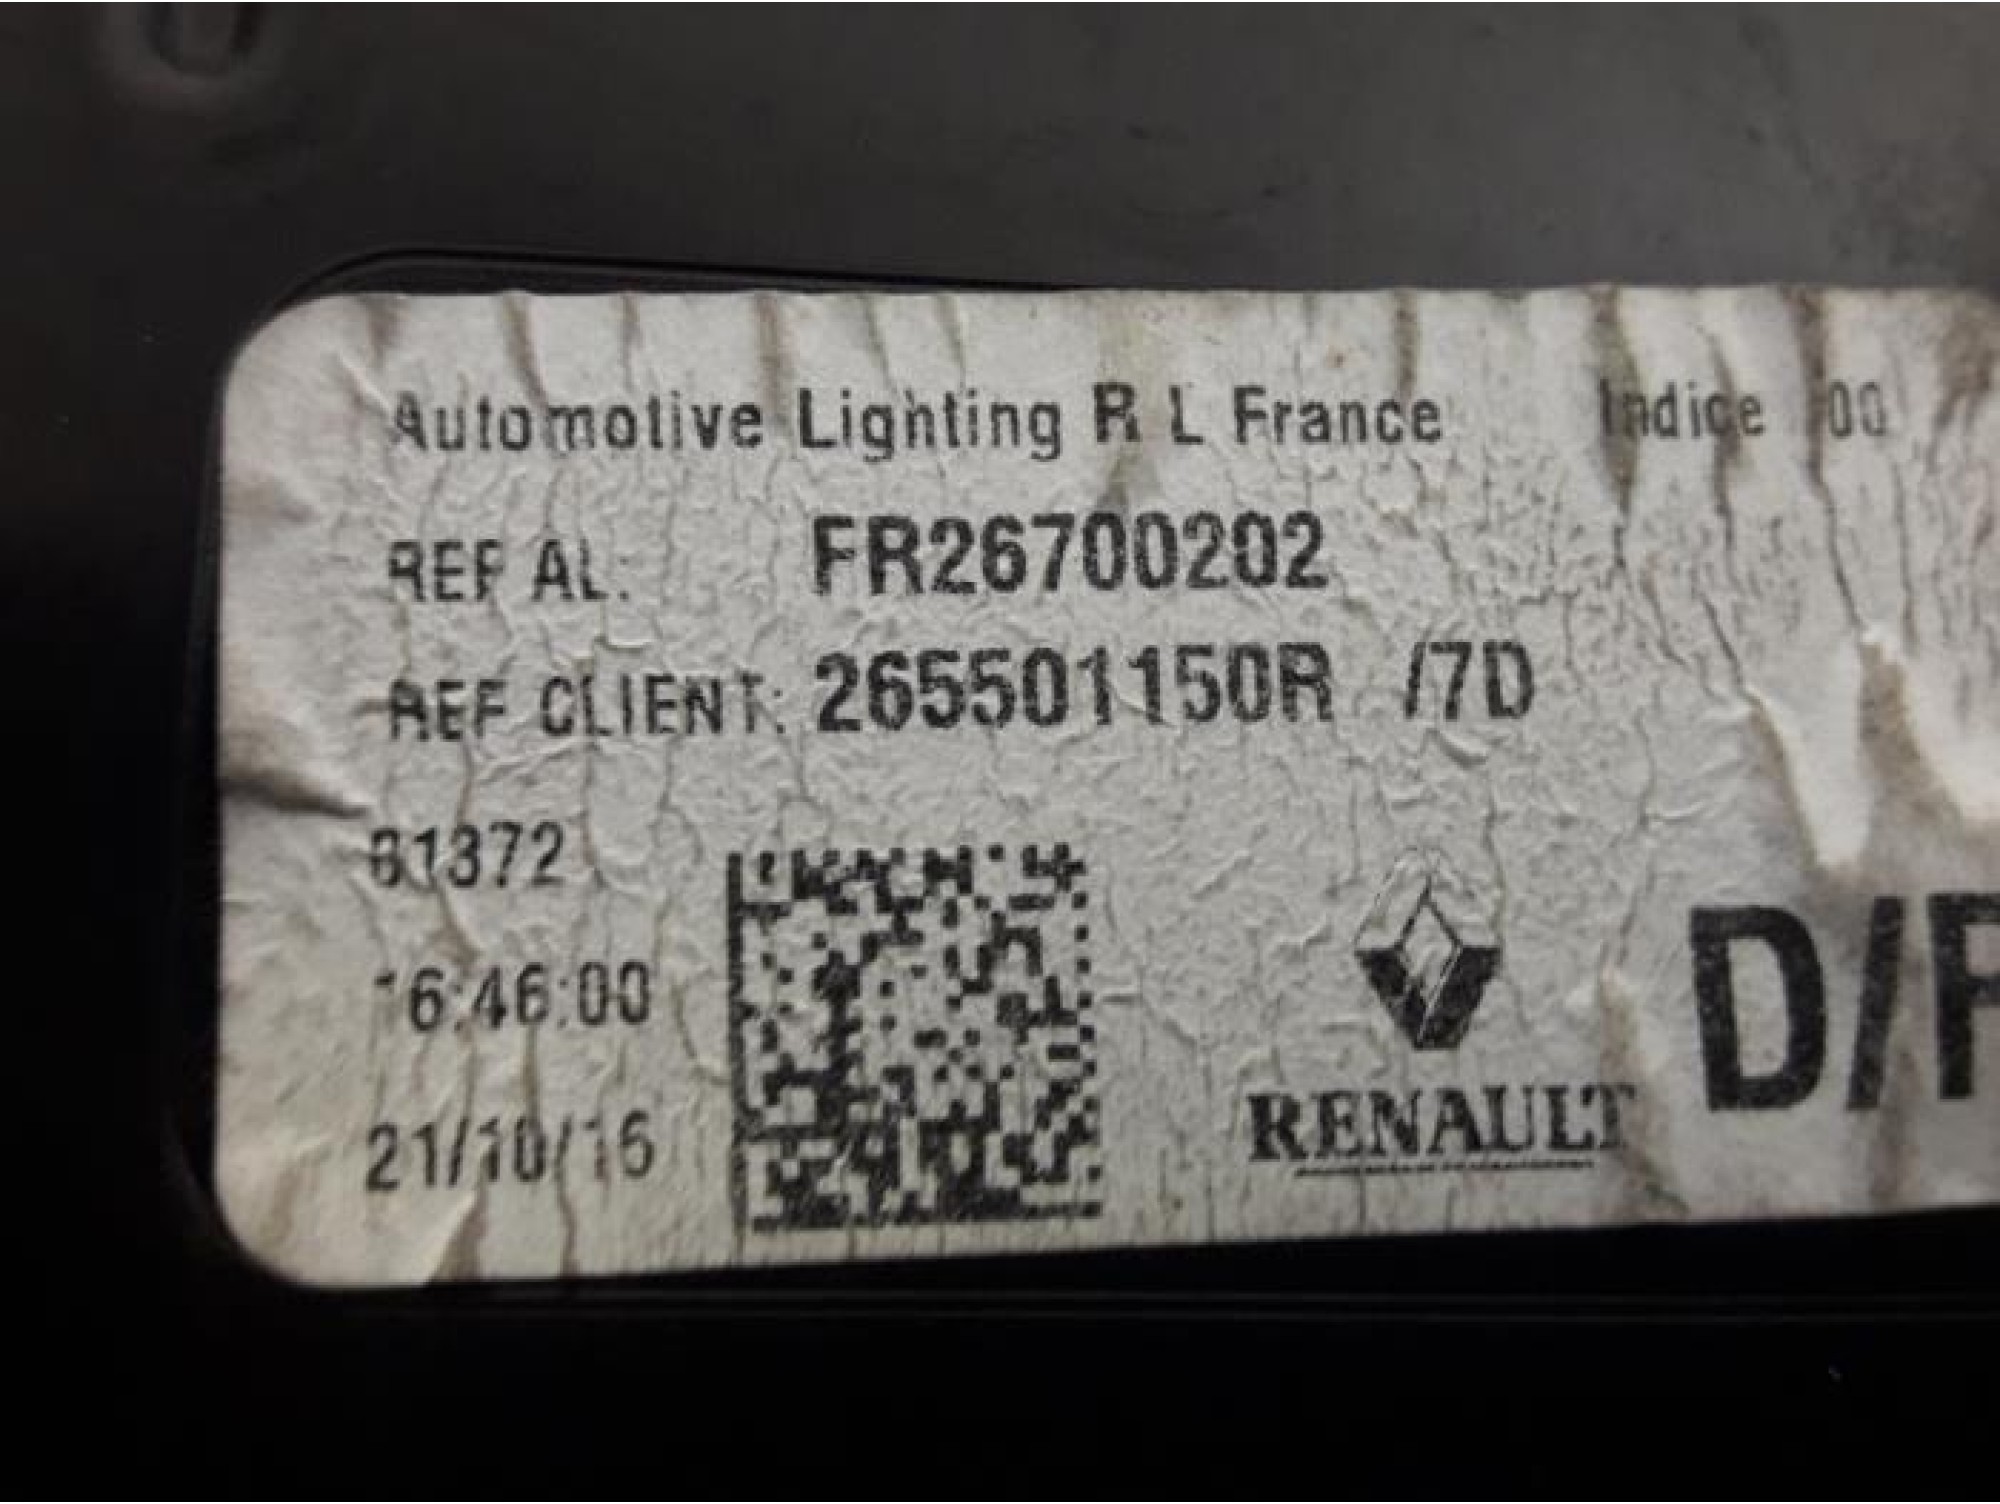 Automotive Lighting R L France Indice 00
REF AL: FR26700202
REF CLIENT: 265501150R /7D
81372
16:46:00
21/10/16
RENAULT
D/